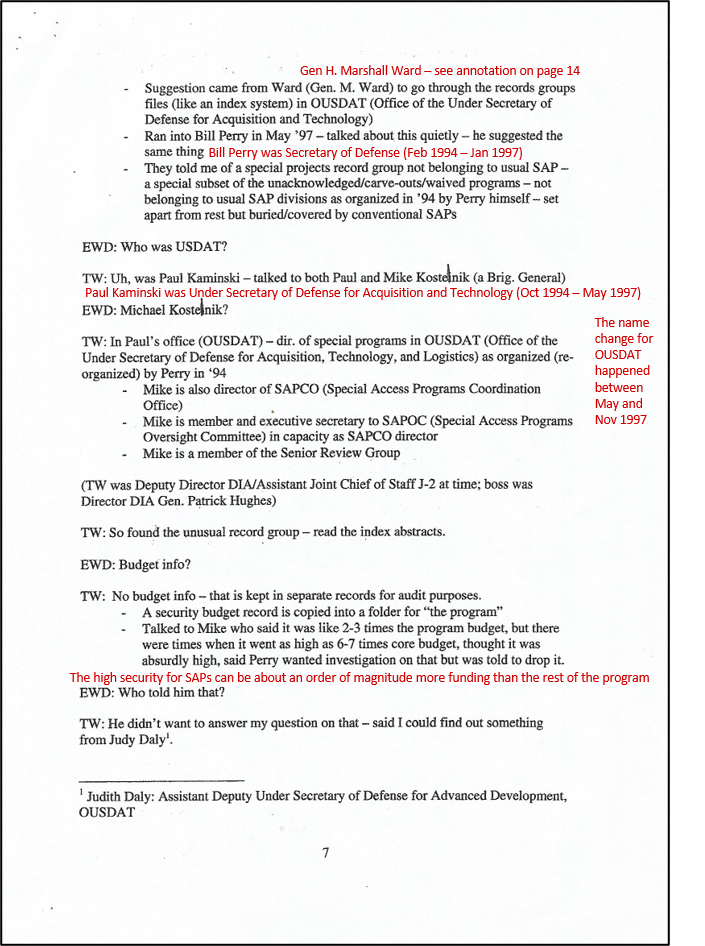 Gen H. Marshall Ward – see annotation on page 14
- Suggestion came from Ward (Gen. M. Ward) to go through the records groups
files (like an index system) in OUSDAT (Office of the Under Secretary of
Defense for Acquisition and Technology)
- Ran into Bill Perry in May ’97 – talked about this quietly – he suggested the
same thing Bill Perry was Secretary of Defense (Feb 1994 – Jan 1997)
- They told me of a special projects record group not belonging to usual SAP –
a special subset of the unacknowledged/carve-outs/waived programs – not
belonging to usual SAP divisions as organized in ’94 by Perry himself – set
apart from rest but buried/covered by conventional SAPs
EWD: Who was USDAT?
TW: Uh, was Paul Kaminski – talked to both Paul and Mike Kostelnik (a Brig. General)
Paul Kaminski was Under Secretary of Defense for Acquisition and Technology (Oct 1994 – May 1997)
EWD: Michael Kostelnik?
The name
change for
OUSDAT
happened
between
May and
Nov 1997
TW: In Paul’s office (OUSDAT) – dir. of special programs in OUSDAT (Office of the
Under Secretary of Defense for Acquisition, Technology, and Logistics) as organized (re-
organized) by Perry in ‘94
- Mike is also director of SAPCO (Special Access Programs Coordination
Office)
- Mike is member and executive secretary to SAPOC (Special Access Programs
Oversight Committee) in capacity as SAPCO director
- Mike is a member of the Senior Review Group
(TW was Deputy Director DIA/Assistant Joint Chief of Staff J-2 at time; boss was
Director DIA Gen. Patrick Hughes)
TW: So found the unusual record group – read the index abstracts.
EWD: Budget info?
TW: No budget info – that is kept in separate records for audit purposes.
- A security budget record is copied into a folder for “the program”
- Talked to Mike who said it was like 2-3 times the program budget, but there
were times when it went as high as 6-7 times core budget, thought it was
absurdly high, said Perry wanted investigation on that but was told to drop it.
The high security for SAPs can be about an order of magnitude more funding than the rest of the program
EWD: Who told him that?
TW: He didn’t want to answer my question on that – said I could find out something
from Judy Daly1.
1 Judith Daly: Assistant Deputy Under Secretary of Defense for Advanced Development,
OUSDAT
7